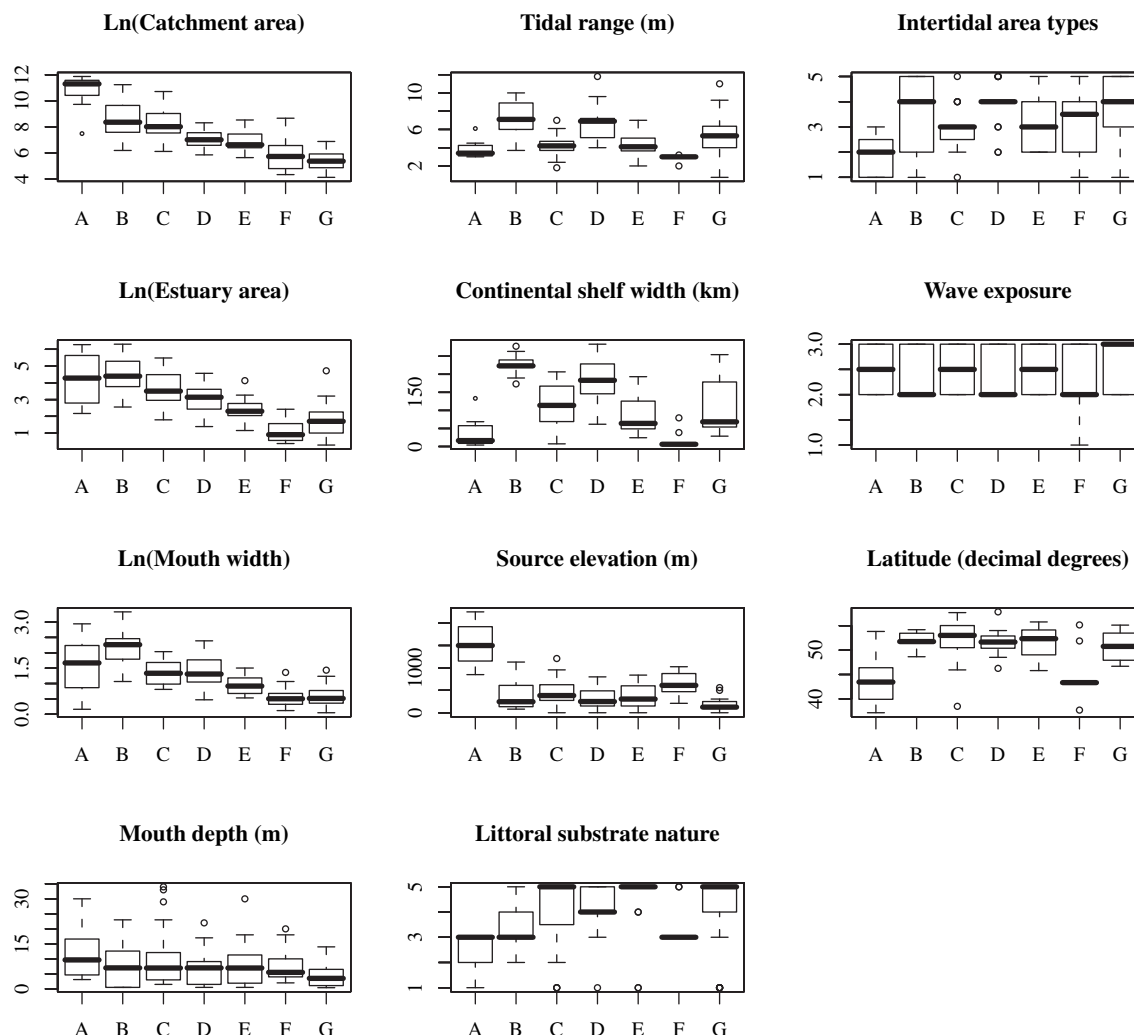 Ln(Catchment area)
12
10
8
6
4
A B C D E F G
Tidal range (m)
10
6
2
A B C D E F G
Intertidal area types
5
3
1
A B C D E F G
Ln(Estuary area)
5
3
1
A B C D E F G
Continental shelf width (km)
150
0
A B C D E F G
Wave exposure
3.0
2.0
1.0
A B C D E F G
Ln(Mouth width)
3.0
1.5
0.0
A B C D E F G
Source elevation (m)
1000
0
A B C D E F G
Latitude (decimal degrees)
50
40
A B C D E F G
Mouth depth (m)
30
15
0
A B C D E F G
Littoral substrate nature
5
3
1
A B C D E F G